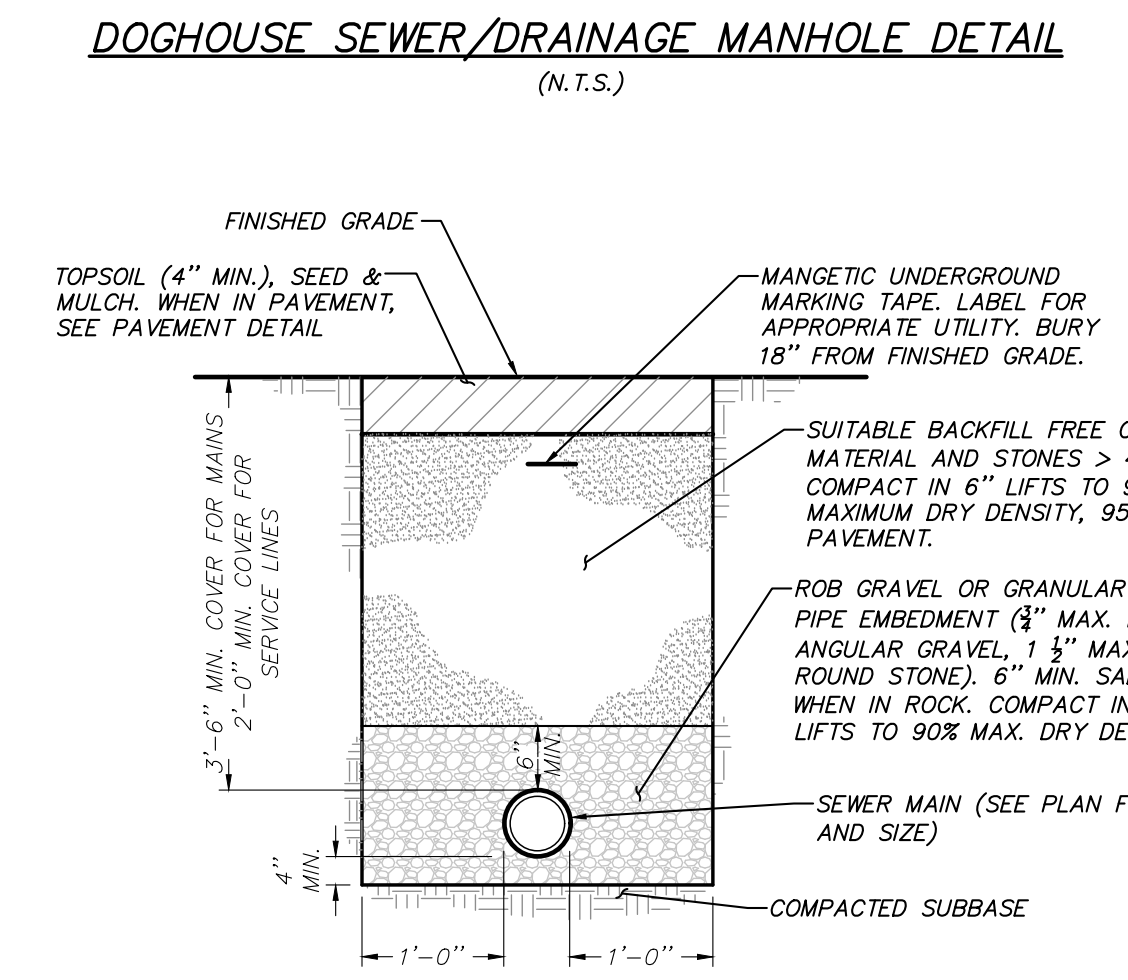 DOGHOUSE SEWER/DRAINAGE MANHOLE DETAIL
(N.T.S.)
FINISHED GRADE
TOPSOIL (4" MIN.), SEED &
MULCH. WHEN IN PAVEMENT,
SEE PAVEMENT DETAIL
MANGETIC UNDERGROUND
MARKING TAPE. LABEL FOR
APPROPRIATE UTILITY. BURY
18" FROM FINISHED GRADE.
SUITABLE BACKFILL FREE
MATERIAL AND STONES >
COMPACT IN 6" LIFTS TO
MAXIMUM DRY DENSITY, 95
PAVEMENT.
ROB GRAVEL OR GRANULAR
PIPE EMBEDMENT (3/4" MAX.
ANGULAR GRAVEL, 1 1/2" MAX
ROUND STONE). 6" MIN.
WHEN IN ROCK. COMPACT IN
LIFTS TO 90% MAX. DRY
3'-6" MIN. COVER FOR MAINS
2'-0" MIN. COVER FOR
SERVICE LINES
6"
MIN.
SEWER MAIN (SEE PLAN
AND SIZE)
4"
MIN.
COMPACTED SUBBASE
1'-0"
1'-0"